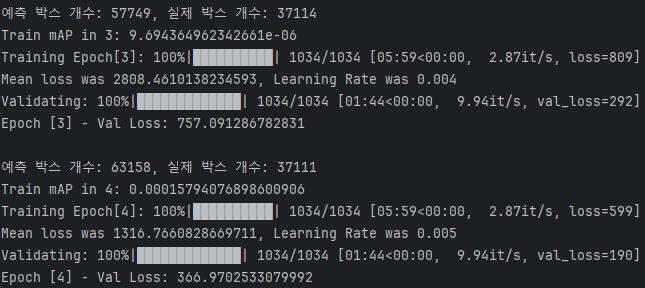 예측 박스 개수: 57749, 실제 박스 개수: 37114
Train mAP in 3: 9.694364962342661e-06
Training Epoch[3]: 100%|██████████| 1034/1034 [05:59<00:00,  2.87it/s, loss=809]
Mean loss was 2808.4610138234593, Learning Rate was 0.004
Validating: 100%|█████████████| 1034/1034 [01:44<00:00,  9.94it/s, val_loss=292]
Epoch [3] - Val Loss: 757.091286782831
예측 박스 개수: 63158, 실제 박스 개수: 37111
Train mAP in 4: 0.00015794076898600906
Training Epoch[4]: 100%|██████████| 1034/1034 [05:59<00:00,  2.87it/s, loss=599]
Mean loss was 1316.7660828669711, Learning Rate was 0.005
Validating: 100%|█████████████| 1034/1034 [01:44<00:00,  9.94it/s, val_loss=190]
Epoch [4] - Val Loss: 366.9702533079992